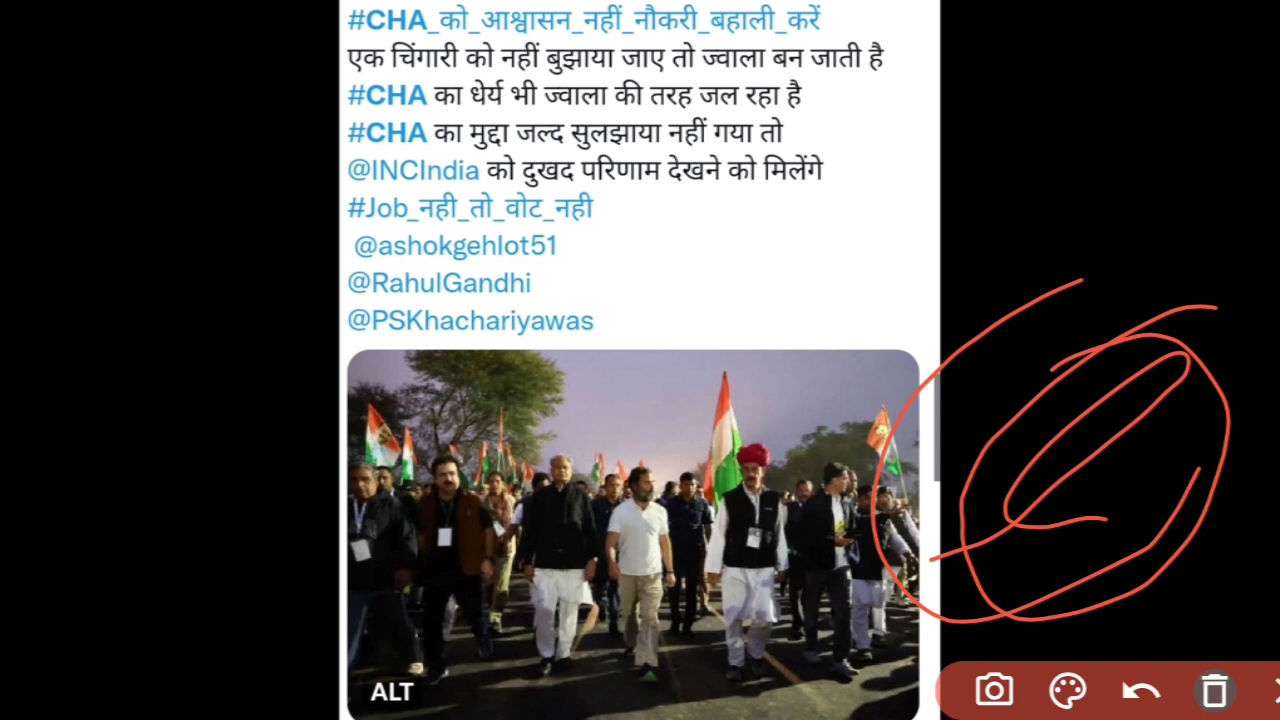 #CHA_को_आश्वासन_नहीं_नौकरी_बहाली_करें
एक चिंगारी को नहीं बुझाया जाए तो ज्वाला बन जाती है
#CHA का धेर्य भी ज्वाला की तरह जल रहा है
#CHA का मुद्दा जल्द सुलझाया नहीं गया तो
@INCIndia को दुखद परिणाम देखने को मिलेंगे
#Job_नही_तो_वोट_नही
@ashokgehlot51
@RahulGandhi
@PSKhachariyawas
ALT